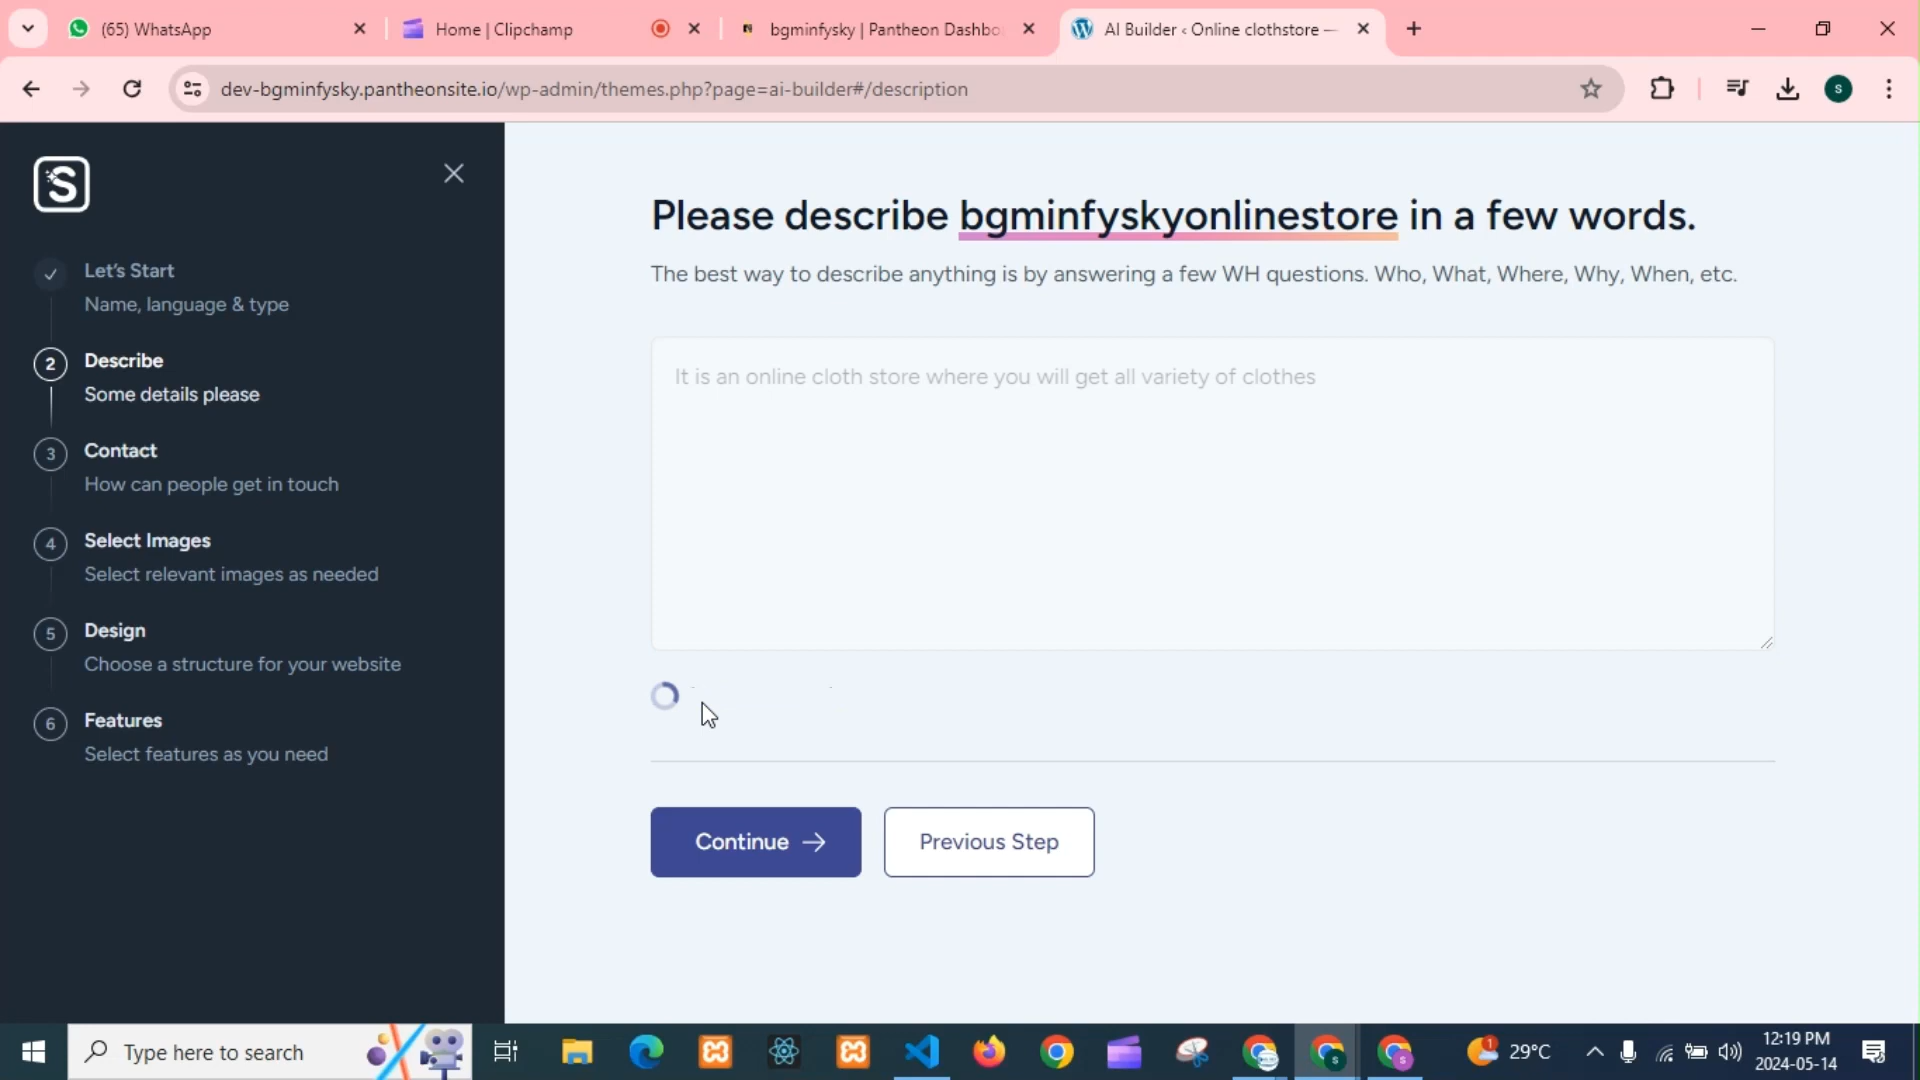 (65) WhatsApp
Home | Clipchamp
bgminfysky | Pantheon Dashbo
AI Builder ‹ Online clothstore —
dev-bgminfysky.pantheonsite.io/wp-admin/themes.php?page=ai-builder#/description
S
S
Let's Start
Name, language & type
2
Describe
Some details please
3
Contact
How can people get in touch
4
Select Images
Select relevant images as needed
5
Design
Choose a structure for your website
6
Features
Select features as you need
Please describe bgminfyskyonlinestore in a few words.
The best way to describe anything is by answering a few WH questions. Who, What, Where, Why, When, etc.
It is an online cloth store where you will get all variety of clothes
Continue →
Previous Step
Type here to search
1
29°C
12:19 PM
2024-05-14